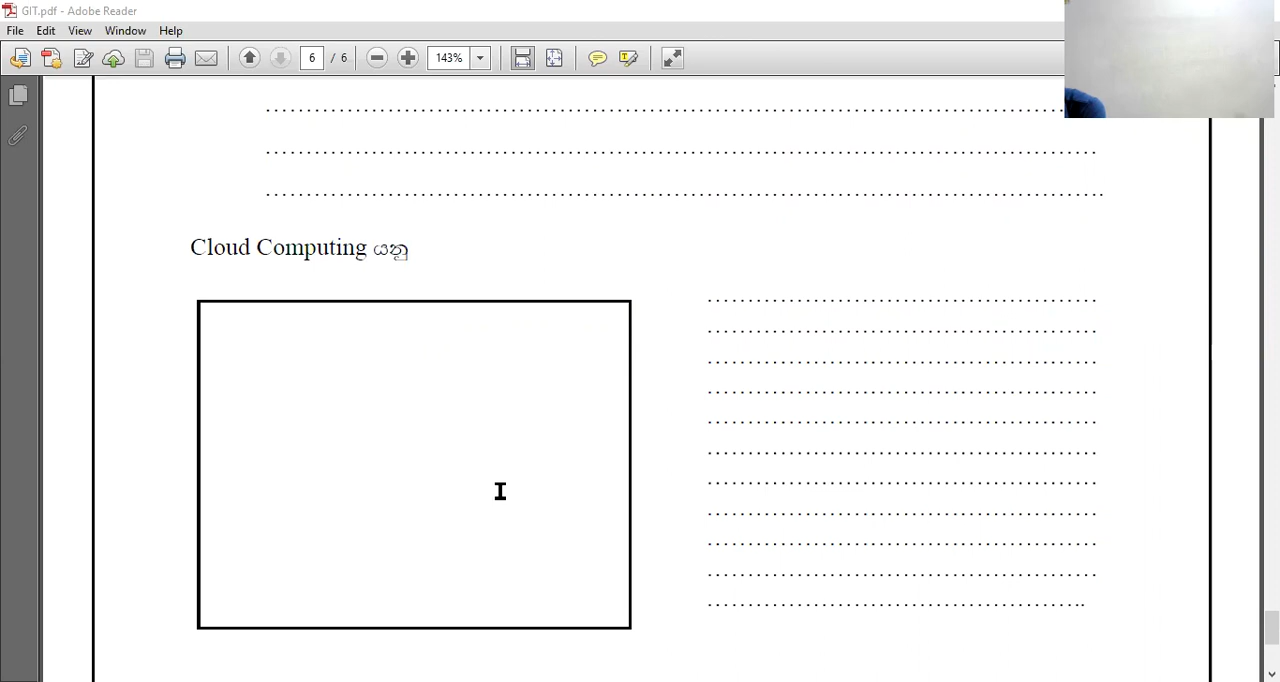 GIT.pdf - Adobe Reader
File Edit View Window Help
6 / 6 143%
Cloud Computing යනු